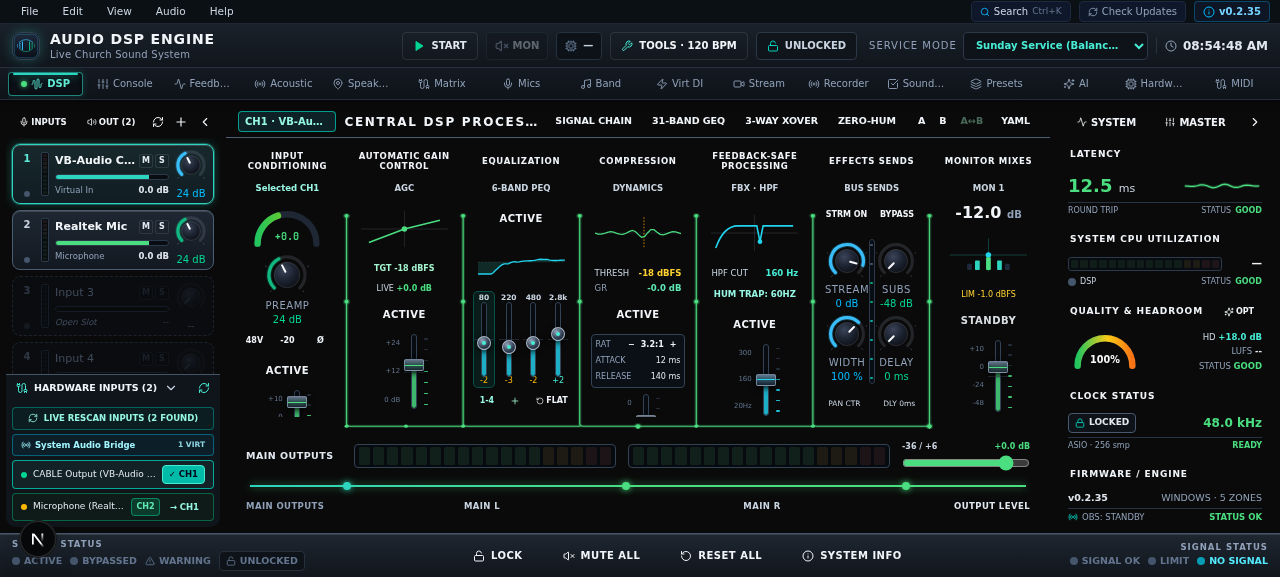 File Edit View Audio Help
Search Ctrl+K Check Updates v0.2.35
AUDIO DSP ENGINE
Live Church Sound System
START MON — TOOLS · 120 BPM UNLOCKED SERVICE MODE Sunday Service (Balanc... 08:54:48 AM
DSP Console Feedb... Acoustic Speak... Matrix Mics Band Virt DI Stream Recorder Sound... Presets AI Hardw... MIDI
INPUTS OUT (2)
1 VB-Audio C... M S
Virtual In 0.0 dB 24 dB
2 Realtek Mic M S
Microphone 0.0 dB 24 dB
3 Input 3 M S
Open Slot -- --
4 Input 4 M S
HARDWARE INPUTS (2)
LIVE RESCAN INPUTS (2 FOUND)
System Audio Bridge 1 VIRT
CABLE Output (VB-Audio ... ✓ CH1
Microphone (Realt... CH2 → CH1
CH1 · VB-Au... CENTRAL DSP PROCES... SIGNAL CHAIN 31-BAND GEQ 3-WAY XOVER ZERO-HUM A B A↔B YAML
INPUT CONDITIONING
Selected CH1
+0.0
PREAMP
24 dB
48V -20 Ø
ACTIVE
+10
0
AUTOMATIC GAIN CONTROL
AGC
TGT -18 dBFS
LIVE +0.0 dB
ACTIVE
+24
+12
0 dB
EQUALIZATION
6-BAND PEQ
ACTIVE
80 220 480 2.8k
-2 -3 -2 +2
1-4 + FLAT
COMPRESSION
DYNAMICS
THRESH -18 dBFS
GR -0.0 dB
ACTIVE
RAT − 3.2:1 +
ATTACK 12 ms
RELEASE 140 ms
0
FEEDBACK-SAFE PROCESSING
FBX · HPF
HPF CUT 160 Hz
HUM TRAP: 60HZ
ACTIVE
300
160
20Hz
EFFECTS SENDS
BUS SENDS
STRM ON BYPASS
STREAM SUBS
0 dB -48 dB
WIDTH DELAY
100 % 0 ms
PAN CTR DLY 0ms
MONITOR MIXES
MON 1
-12.0 dB
LIM -1.0 dBFS
STANDBY
+10
0
-24
-48
MAIN OUTPUTS -36 / +6 +0.0 dB
MAIN OUTPUTS MAIN L MAIN R OUTPUT LEVEL
SYSTEM MASTER
LATENCY
12.5 ms
ROUND TRIP STATUS GOOD
SYSTEM CPU UTILIZATION
—
DSP STATUS GOOD
QUALITY & HEADROOM OPT
100%
HD +18.0 dB
LUFS --
STATUS GOOD
CLOCK STATUS
LOCKED 48.0 kHz
ASIO · 256 smp READY
FIRMWARE / ENGINE
v0.2.35 WINDOWS · 5 ZONES
OBS: STANDBY STATUS OK
STATUS
ACTIVE BYPASSED WARNING UNLOCKED
N
LOCK MUTE ALL RESET ALL SYSTEM INFO
SIGNAL STATUS
SIGNAL OK LIMIT NO SIGNAL